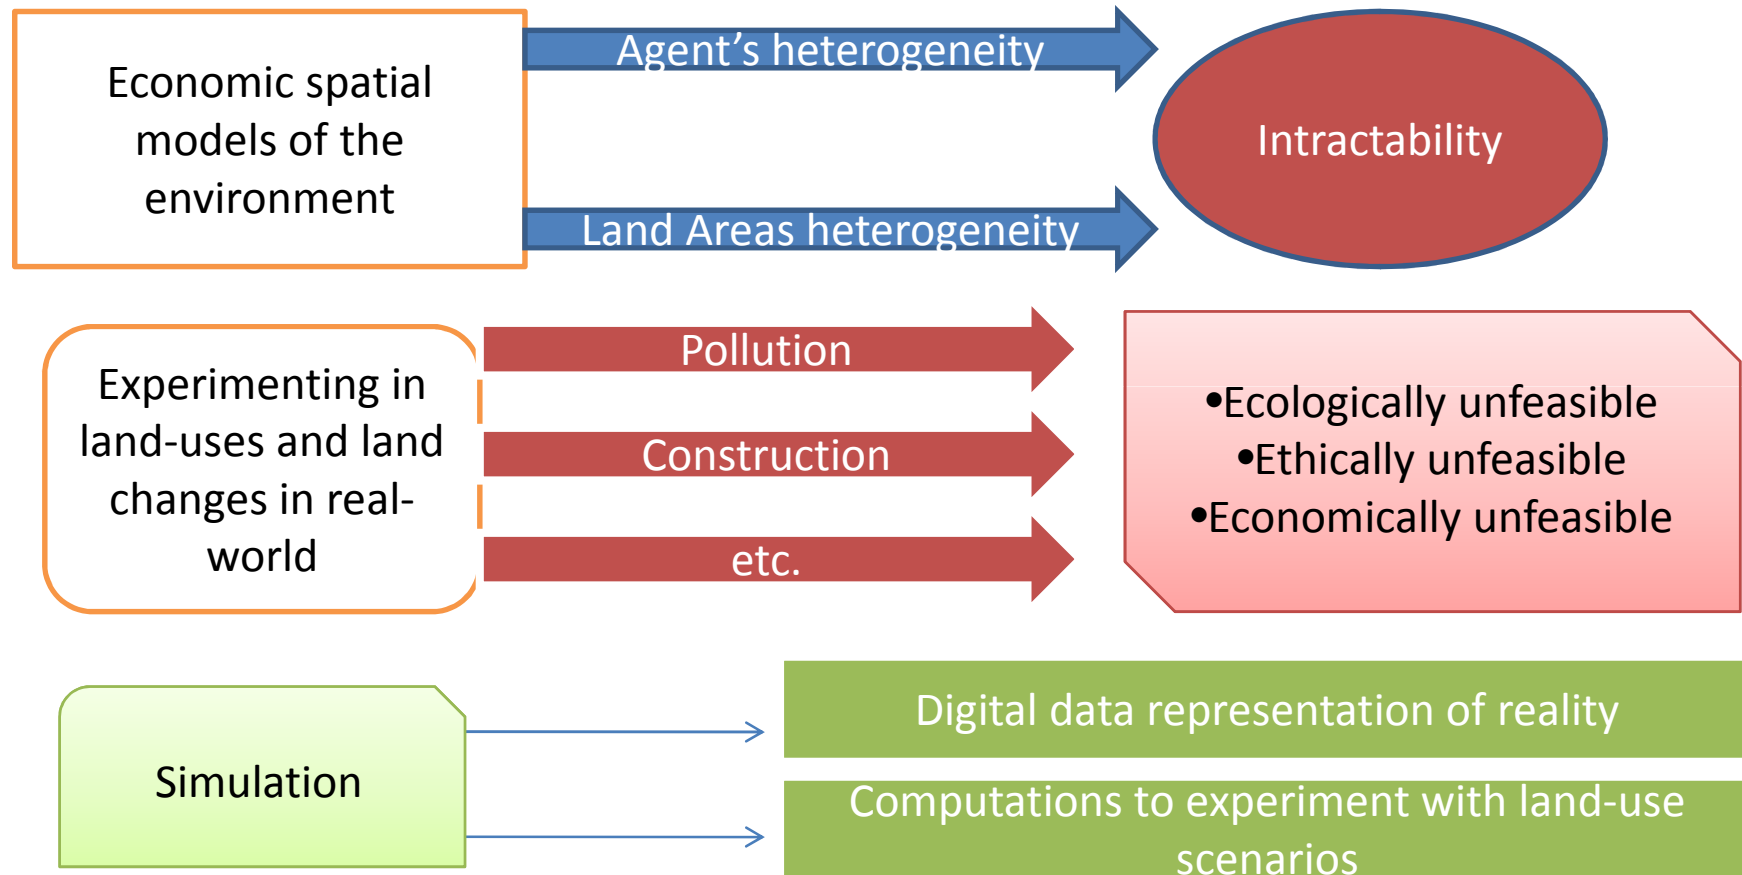 Economic spatial
models of the
environment
Agent’s heterogeneity
Land Areas heterogeneity
Intractability
Experimenting in
land-uses and land
changes in real-
world
Pollution
Construction
etc.
•Ecologically unfeasible
•Ethically unfeasible
•Economically unfeasible
Simulation
Digital data representation of reality
Computations to experiment with land-use
scenarios